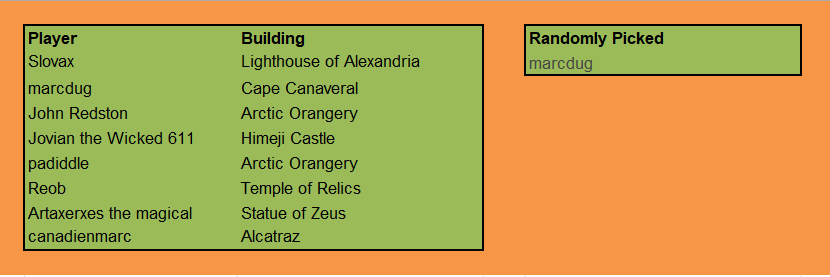 Player Building
Slovax Lighthouse of Alexandria
marcdug Cape Canaveral
John Redston Arctic Orangery
Jovian the Wicked 611 Himeji Castle
padiddle Arctic Orangery
Reob Temple of Relics
Artaxerxes the magical Statue of Zeus
canadienmarc Alcatraz
Randomly Picked
marcdug